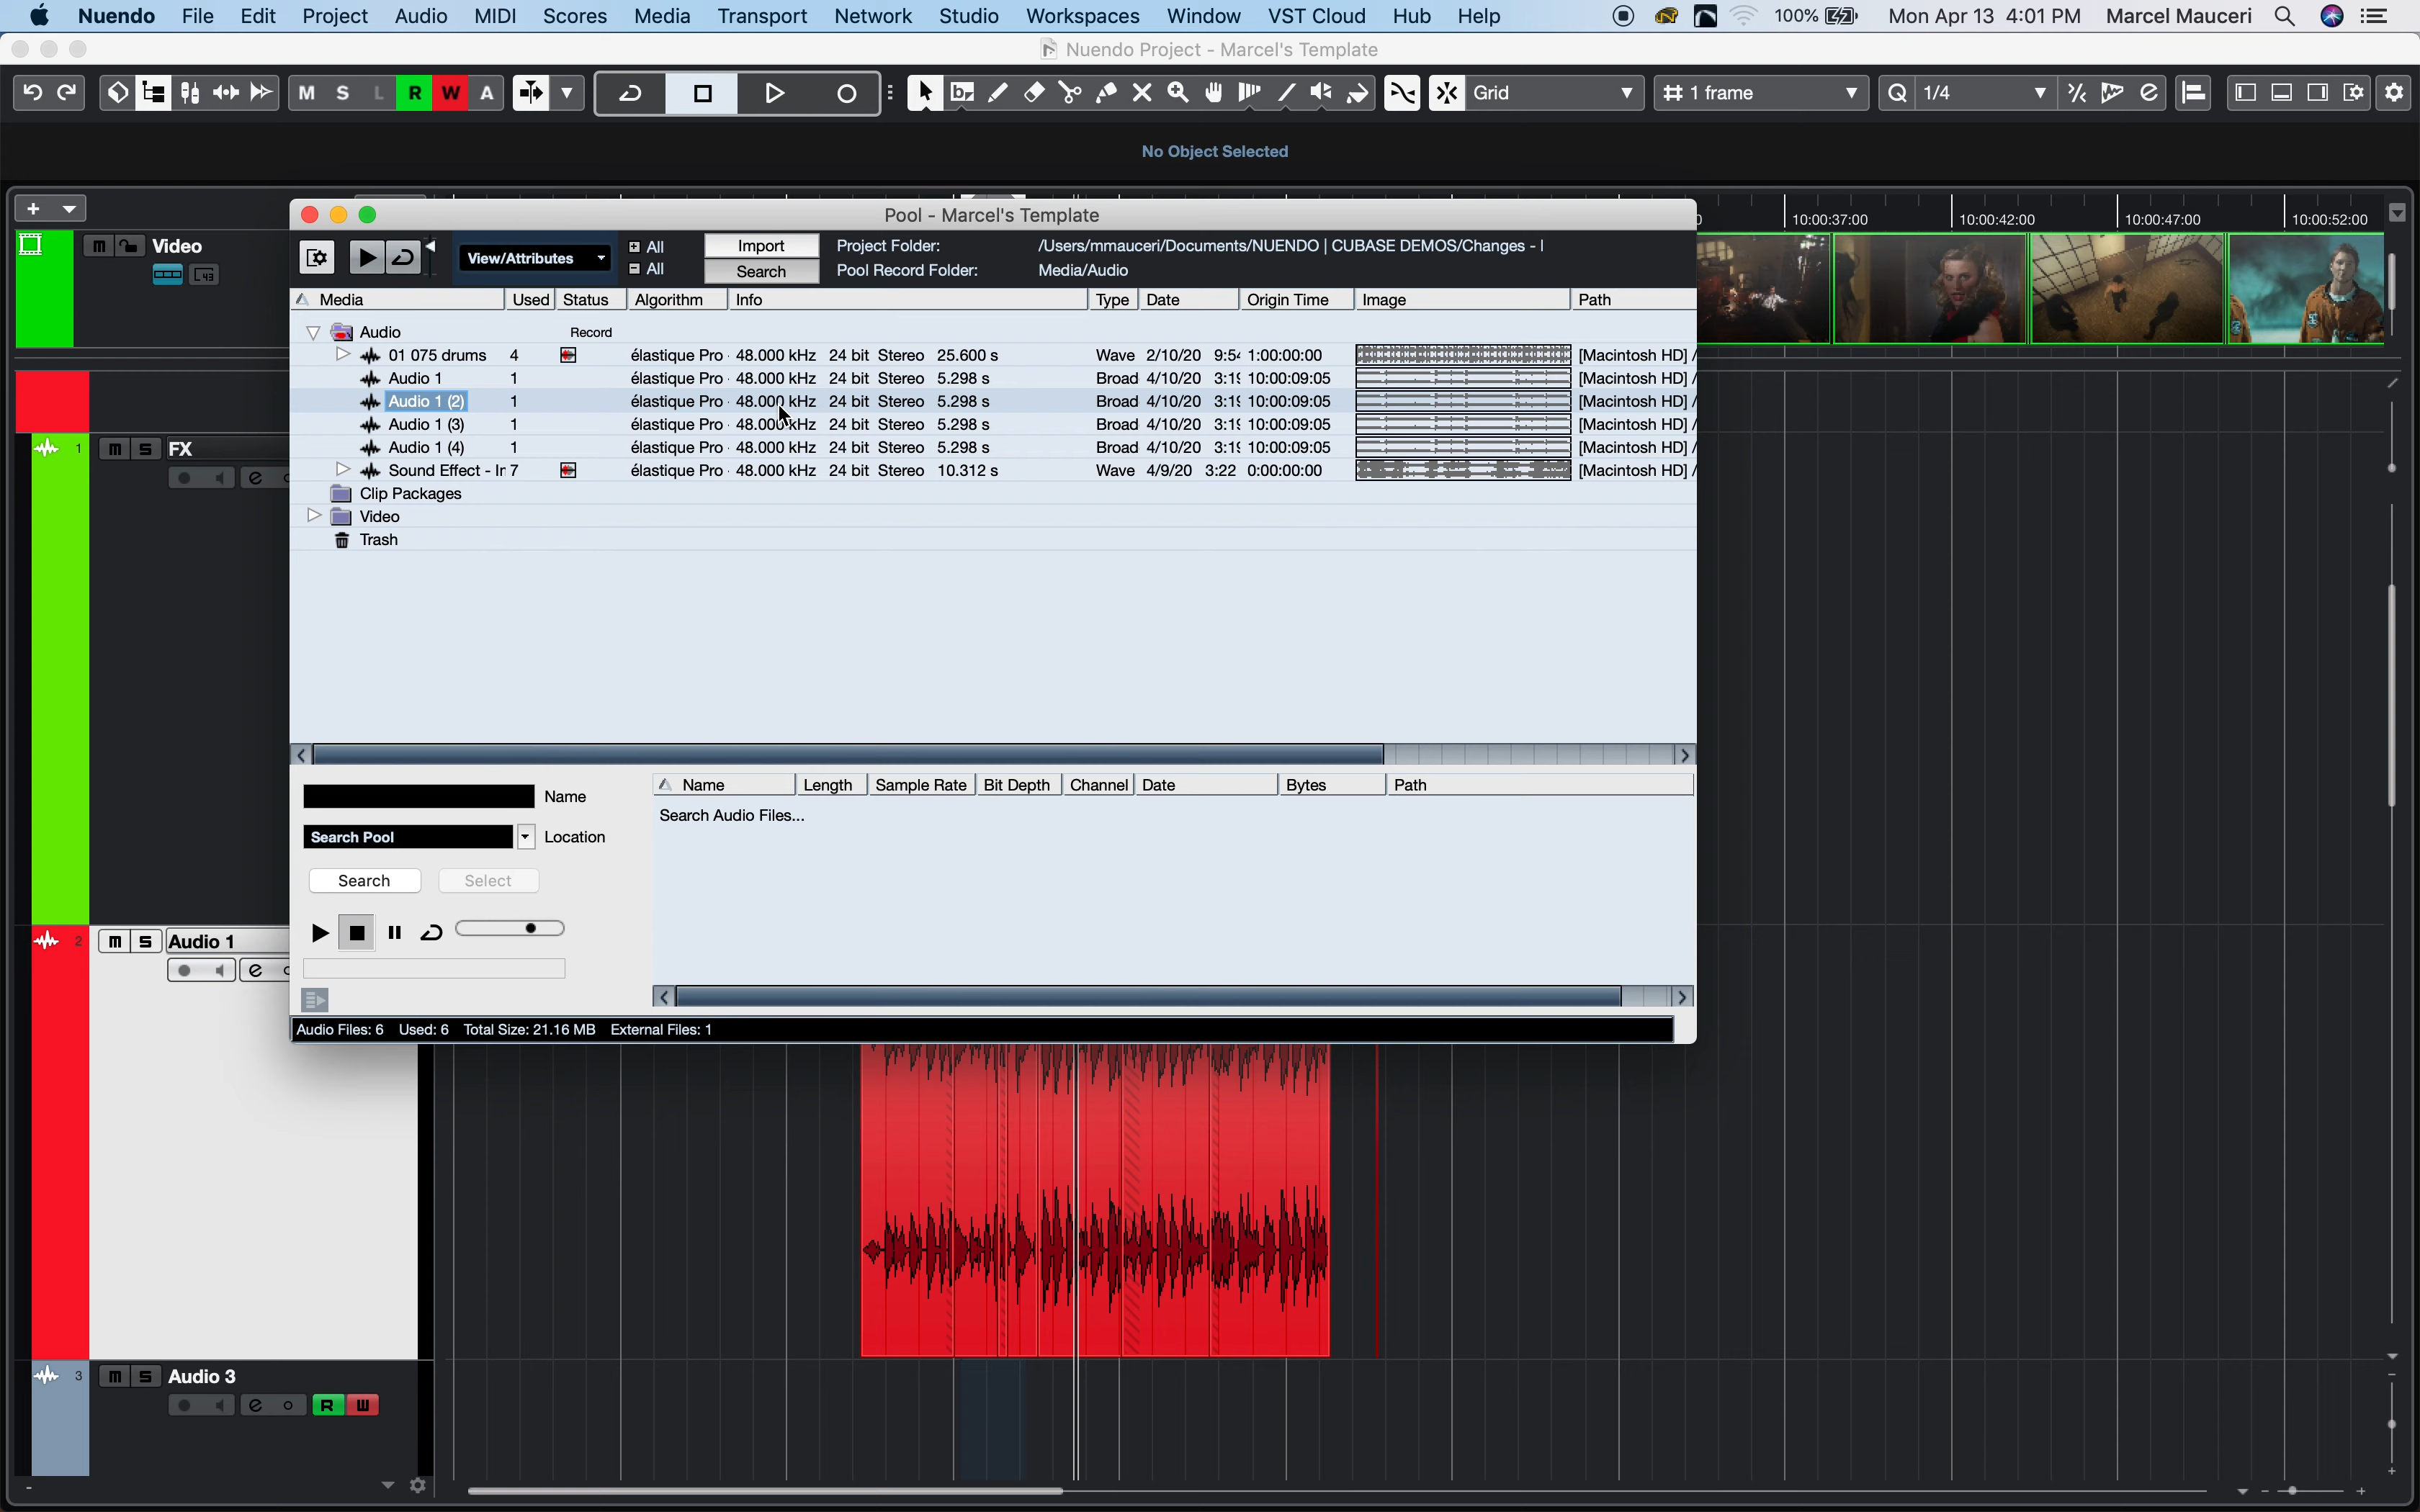 Nuendo File Edit Project Audio MIDI Scores Media Transport Network Studio Workspaces Window VST Cloud Hub Help 100% Mon Apr 13 4:01 PM Marcel Mauceri
Nuendo Project - Marcel's Template
M S L R W A Grid 1 frame Q 1/4
No Object Selected
10:00:37:00 10:00:42:00 10:00:47:00 10:00:52:00
Pool - Marcel's Template
m Video
View/Attributes All Import Project Folder: /Users/mmauceri/Documents/NUENDO | CUBASE DEMOS/Changes - I
All Search Pool Record Folder: Media/Audio
Media Used Status Algorithm Info Type Date Origin Time Image Path
Audio Record
01 075 drums 4 élastique Pro 48.000 kHz 24 bit Stereo 25.600 s Wave 2/10/20 9:54 1:00:00:00 [Macintosh HD] /
Audio 1 1 élastique Pro 48.000 kHz 24 bit Stereo 5.298 s Broad 4/10/20 3:19 10:00:09:05 [Macintosh HD] /
Audio 1 (2) 1 élastique Pro 48.000 kHz 24 bit Stereo 5.298 s Broad 4/10/20 3:19 10:00:09:05 [Macintosh HD] /
Audio 1 (3) 1 élastique Pro 48.000 kHz 24 bit Stereo 5.298 s Broad 4/10/20 3:19 10:00:09:05 [Macintosh HD] /
Audio 1 (4) 1 élastique Pro 48.000 kHz 24 bit Stereo 5.298 s Broad 4/10/20 3:19 10:00:09:05 [Macintosh HD] /
Sound Effect - Ir 7 élastique Pro 48.000 kHz 24 bit Stereo 10.312 s Wave 4/9/20 3:22 0:00:00:00 [Macintosh HD] /
Clip Packages
Video
Trash
1 m S FX
e
Name Length Sample Rate Bit Depth Channel Date Bytes Path
Name
Search Audio Files...
Search Pool Location
Search Select
2 m S Audio 1
e
Audio Files: 6 Used: 6 Total Size: 21.16 MB External Files: 1
3 m S Audio 3
e R W